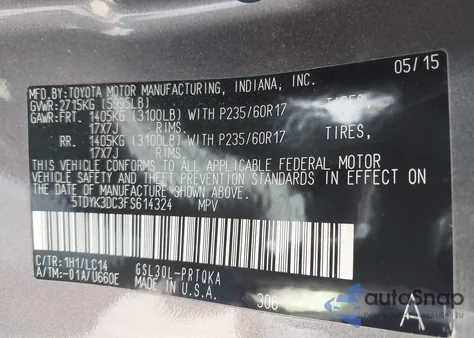 MFD.BY:TOYOTA MOTOR MANUFACTURING, INDIANA, INC. 05/15
GVWR:2715KG (5995LB)
GAWR:FRT. 1405KG (3100LB) WITH P235/60R17 TIRES,
17X7J RIMS.
RR. 1405KG (3100LB) WITH P235/60R17 TIRES,
17X7J RIMS.
THIS VEHICLE CONFORMS TO ALL APPLICABLE FEDERAL MOTOR
VEHICLE SAFETY AND THEFT PREVENTION STANDARDS IN EFFECT ON
THE DATE OF MANUFACTURE SHOWN ABOVE.
5TDYK3DC3FS614324 MPV
C/TR:1H1/LC14 GSL30L-PRTQKA
A/TM:-01A/U660E MADE IN U.S.A. 306 A
autoSnap